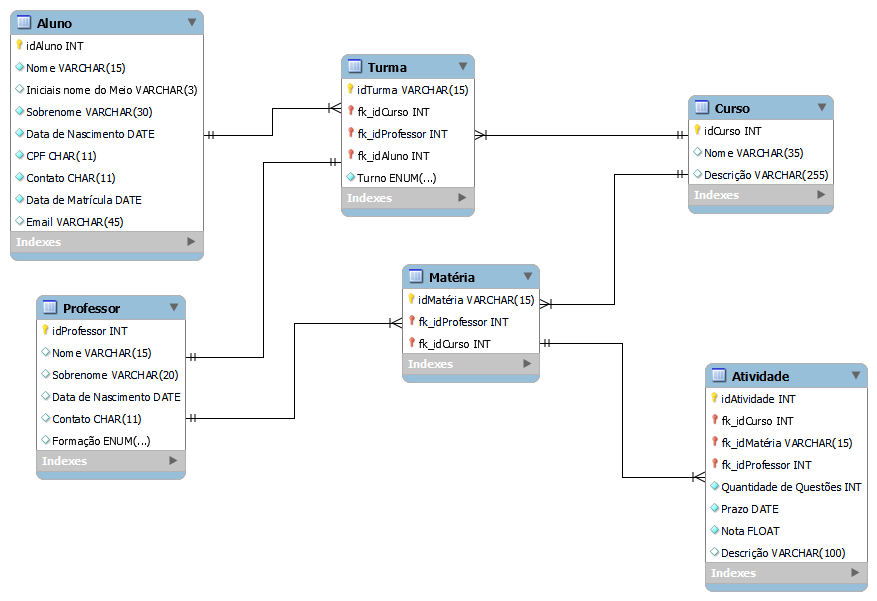 Aluno
idAluno INT
Nome VARCHAR(15)
Iniciais nome do Meio VARCHAR(3)
Sobrenome VARCHAR(30)
Data de Nascimento DATE
CPF CHAR(11)
Contato CHAR(11)
Data de Matrícula DATE
Email VARCHAR(45)
Indexes
Turma
idTurma VARCHAR(15)
fk_idCurso INT
fk_idProfessor INT
fk_idAluno INT
Turno ENUM(...)
Indexes
Curso
idCurso INT
Nome VARCHAR(35)
Descrição VARCHAR(255)
Indexes
Professor
idProfessor INT
Nome VARCHAR(15)
Sobrenome VARCHAR(20)
Data de Nascimento DATE
Contato CHAR(11)
Formação ENUM(...)
Indexes
Matéria
idMatéria VARCHAR(15)
fk_idProfessor INT
fk_idCurso INT
Indexes
Atividade
idAtividade INT
fk_idCurso INT
fk_idMatéria VARCHAR(15)
fk_idProfessor INT
Quantidade de Questões INT
Prazo DATE
Nota FLOAT
Descrição VARCHAR(100)
Indexes